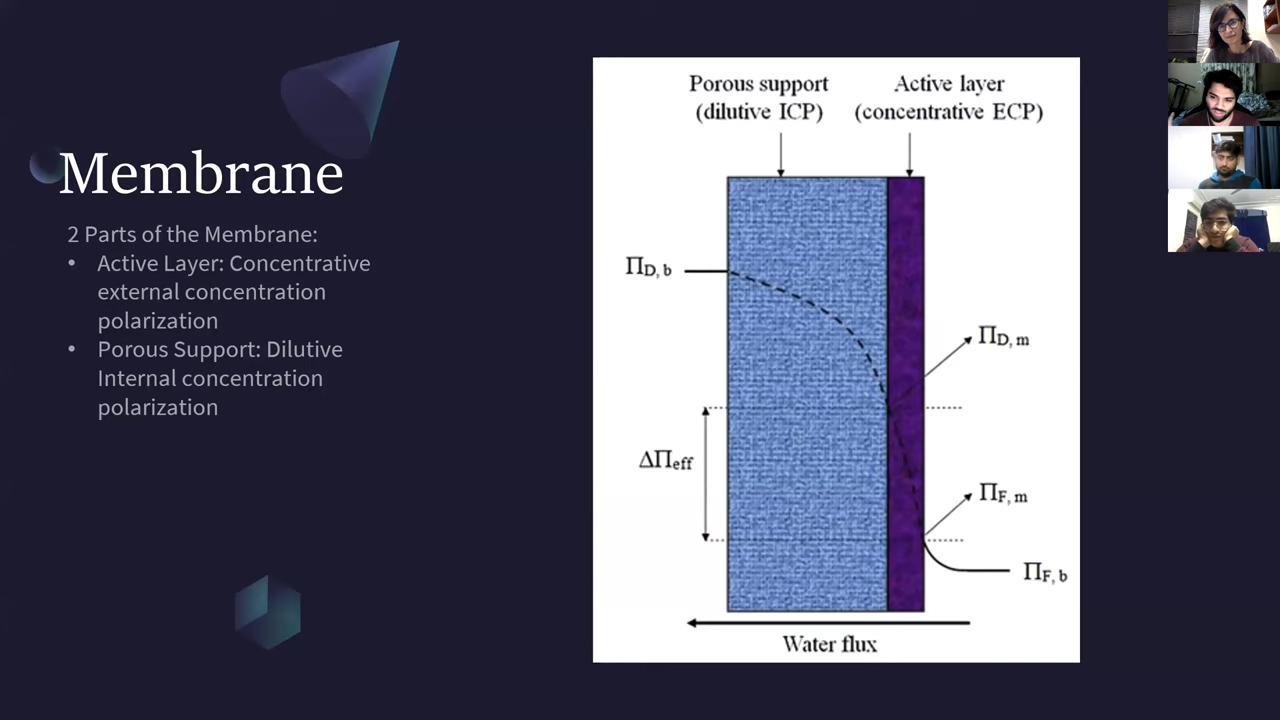 Membrane
2 Parts of the Membrane:
• Active Layer: Concentrative
external concentration
polarization
• Porous Support: Dilutive
Internal concentration
polarization
Porous support
(dilutive ICP)
Active layer
(concentrative ECP)
ΠD, b
ΠD, m
ΔΠeff
ΠF, m
ΠF, b
Water flux